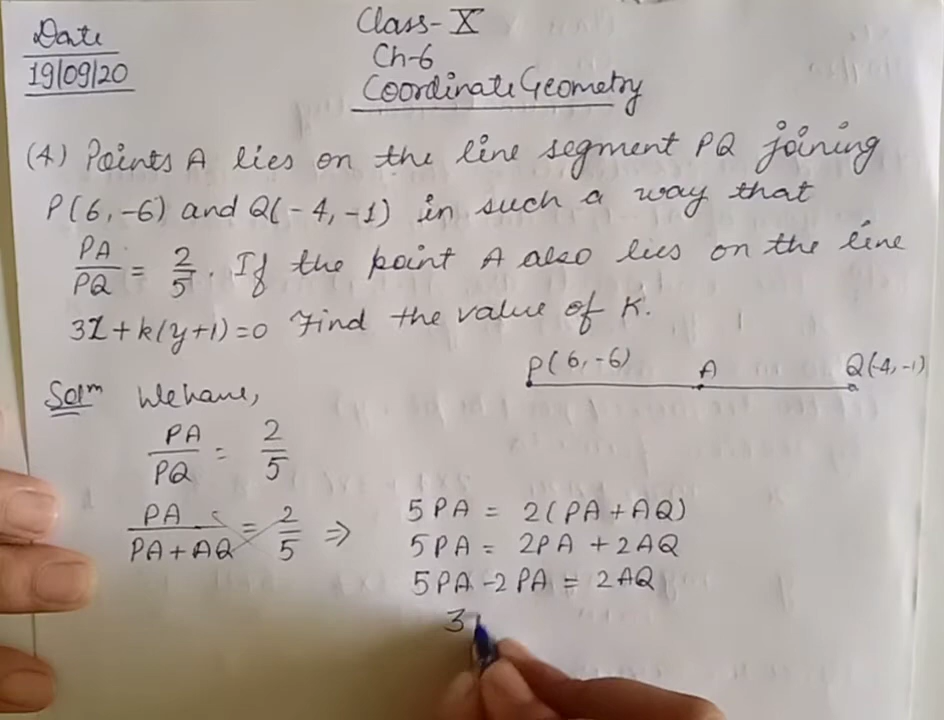 Date
19/09/20
Class-X
Ch-6
Coordinate Geometry
(4) Points A lies on the line segment PQ joining
P(6,-6) and Q(-4,-1) in such a way that
PA/PQ = 2/5. If the point A also lies on the line
3x+k(y+1)=0 Find the value of K.
P(6,-6) A Q(-4,-1)
Soln We have,
PA/PQ = 2/5
PA/PA+AQ = 2/5 ⇒
5PA = 2(PA+AQ)
5PA = 2PA + 2AQ
5PA-2PA = 2AQ
3